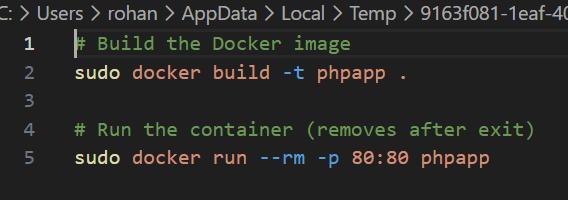 C: > Users > rohan > AppData > Local > Temp > 9163f081-1eaf-40
1 # Build the Docker image
2 sudo docker build -t phpapp .
3
4 # Run the container (removes after exit)
5 sudo docker run --rm -p 80:80 phpapp